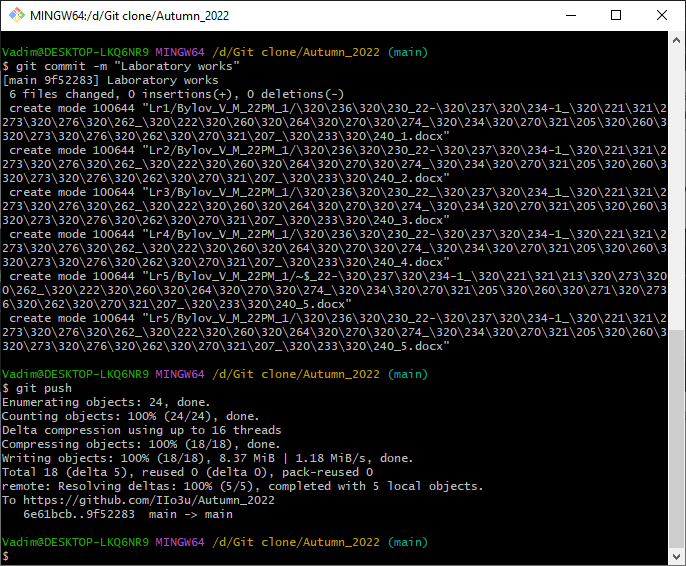 MINGW64:/d/Git clone/Autumn_2022
Vadim@DESKTOP-LKQ6NR9 MINGW64 /d/Git clone/Autumn_2022 (main)
$ git commit -m "Laboratory works"
[main 9f52283] Laboratory works
6 files changed, 0 insertions(+), 0 deletions(-)
create mode 100644 "Lr1/Bylov_V_M_22PM_1/\320\236\320\230_22-\320\237\320\234-1_\320\221\321\2
273\320\276\320\262_\320\222\320\260\320\264\320\270\320\274_\320\234\320\270\321\205\320\260\3
320\273\320\276\320\262\320\270\321\207_\320\233\320\240_1.docx"
create mode 100644 "Lr2/Bylov_V_M_22PM_1/\320\236\320\230_22-\320\237\320\234-1_\320\221\321\2
273\320\276\320\262_\320\222\320\260\320\264\320\270\320\274_\320\234\320\270\321\205\320\260\3
320\273\320\276\320\262\320\270\321\207_\320\233\320\240_2.docx"
create mode 100644 "Lr3/Bylov_V_M_22PM_1/\320\236\320\230_22_\320\237\320\234-1_\320\221\321\2
273\320\276\320\262_\320\222\320\260\320\264\320\270\320\274_\320\234\320\270\321\205\320\260\3
320\273\320\276\320\262\320\270\321\207_\320\233\320\240_3.docx"
create mode 100644 "Lr4/Bylov_V_M_22PM_1/\320\236\320\230_22-\320\237\320\234-1_\320\221\321\2
273\320\276\320\262_\320\222\320\260\320\264\320\270\320\274_\320\234\320\270\321\205\320\260\3
320\273\320\276\320\262\320\270\321\207_\320\233\320\240_4.docx"
create mode 100644 "Lr5/Bylov_V_M_22PM_1/~$_22-\320\237\320\234-1_\320\221\321\213\320\273\320
0\262_\320\222\320\260\320\264\320\270\320\274_\320\234\320\270\321\205\320\260\320\271\320\273
6\320\262\320\270\321\207_\320\233\320\240_5.docx"
create mode 100644 "Lr5/Bylov_V_M_22PM_1/\320\236\320\230_22-\320\237\320\234-1_\320\221\321\2
273\320\276\320\262_\320\222\320\260\320\264\320\270\320\274_\320\234\320\270\321\205\320\260\3
320\273\320\276\320\262\320\270\321\207_\320\233\320\240_5.docx"
Vadim@DESKTOP-LKQ6NR9 MINGW64 /d/Git clone/Autumn_2022 (main)
$ git push
Enumerating objects: 24, done.
Counting objects: 100% (24/24), done.
Delta compression using up to 16 threads
Compressing objects: 100% (18/18), done.
Writing objects: 100% (18/18), 8.37 MiB | 1.18 MiB/s, done.
Total 18 (delta 5), reused 0 (delta 0), pack-reused 0
remote: Resolving deltas: 100% (5/5), completed with 5 local objects.
To https://github.com/IIo3u/Autumn_2022
6e61bcb..9f52283  main -> main
Vadim@DESKTOP-LKQ6NR9 MINGW64 /d/Git clone/Autumn_2022 (main)
$